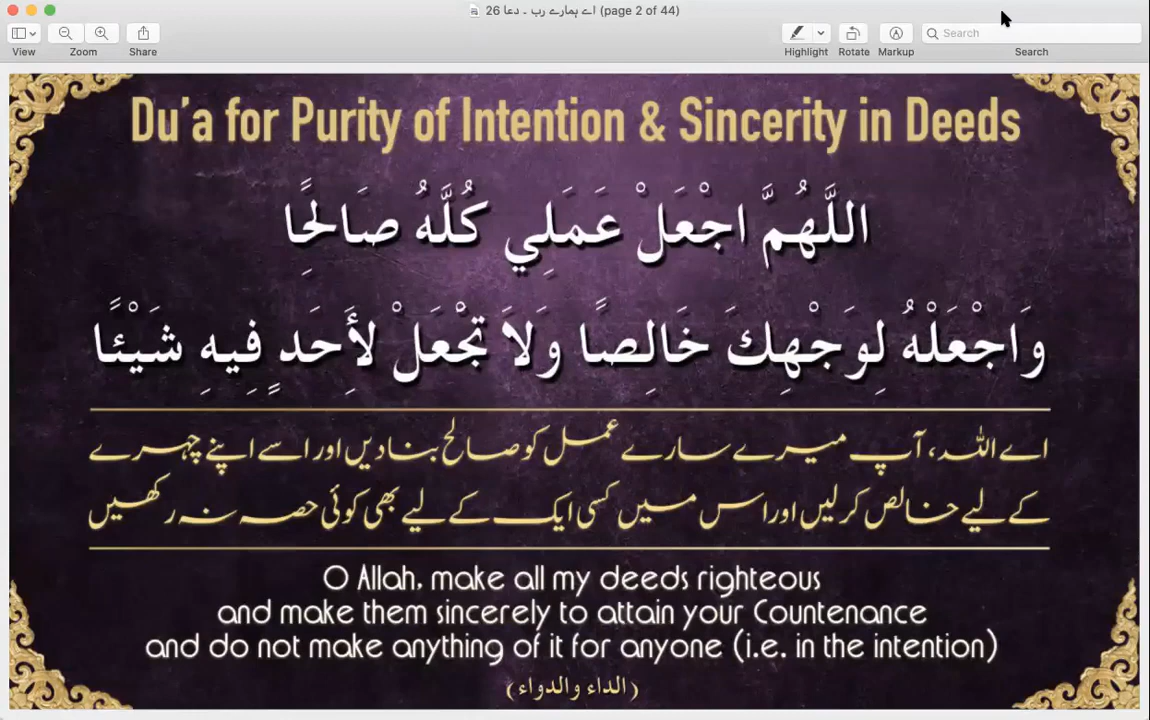 26 اے ہمارے رب ۔ دعا (page 2 of 44)
View
Zoom
Share
Highlight
Rotate
Markup
Search
Search
Du’a for Purity of Intention & Sincerity in Deeds
اللَّهُمَّ اجْعَلْ عَمَلِي كُلَّهُ صَالِحًا
وَاجْعَلْهُ لِوَجْهِكَ خَالِصًا وَلاَ تَجْعَلْ لأَِحَدٍ فِيهِ شَيْئًا
اے اللہ، آپ میرے سارے عمل کو صالح بنا دیں اور اسے اپنے چہرے
کے لیے خالص کرلیں اور اس میں کسی ایک کے لیے بھی کوئی حصہ نہ رکھیں
O Allah, make all my deeds righteous
and make them sincerely to attain your Countenance
and do not make anything of it for anyone (i.e. in the intention)
(الداء والدواء)